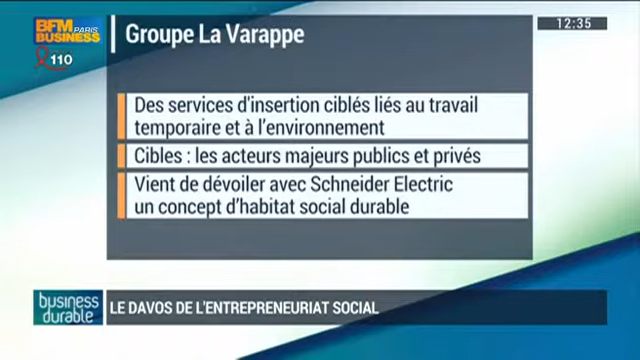 BFM PARIS
BUSINESS
110
12:35
Groupe La Varappe
Des services d'insertion ciblés liés au travail
temporaire et à l'environnement
Cibles : les acteurs majeurs publics et privés
Vient de dévoiler avec Schneider Electric
un concept d'habitat social durable
business
durable
LE DAVOS DE L'ENTREPRENEURIAT SOCIAL